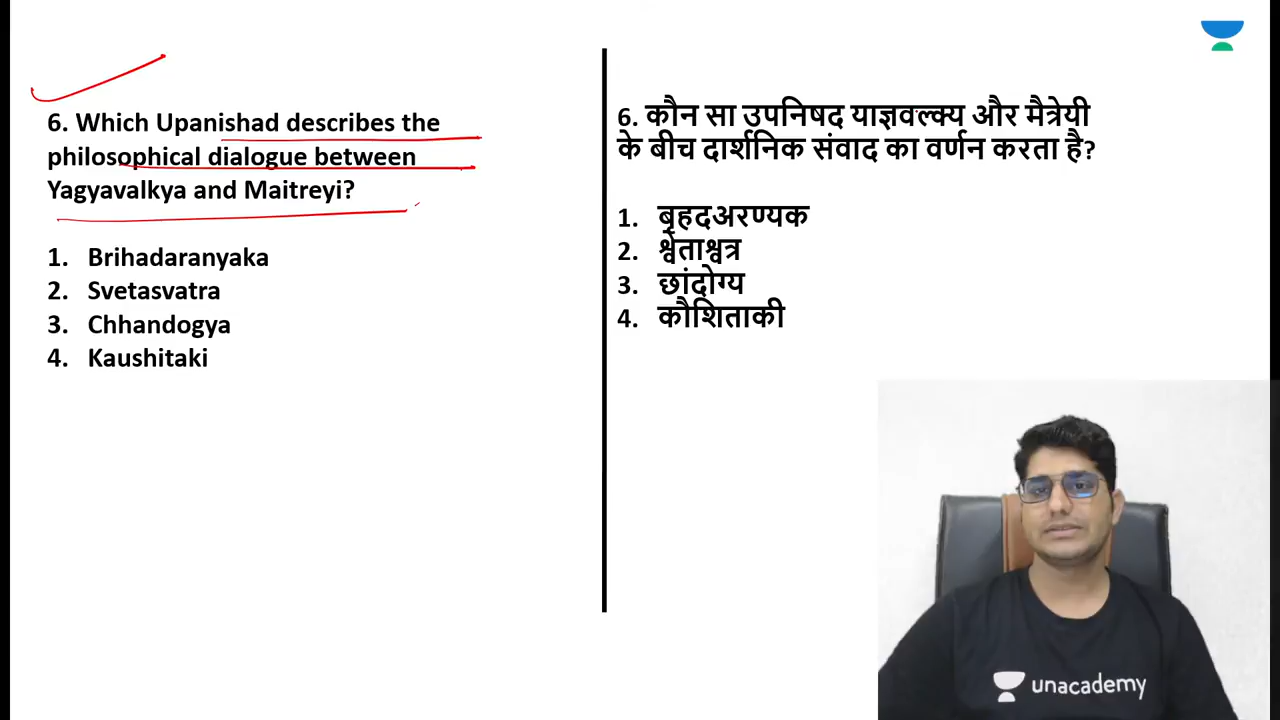 6. Which Upanishad describes the
philosophical dialogue between
Yagyavalkya and Maitreyi?
1. Brihadaranyaka
2. Svetasvatra
3. Chhandogya
4. Kaushitaki
6. कौन सा उपनिषद याज्ञवल्क्य और मैत्रेयी
के बीच दार्शनिक संवाद का वर्णन करता है?
1. बृहदअरण्यक
2. श्वेताश्वत्र
3. छांदोग्य
4. कौशिताकी
unacademy